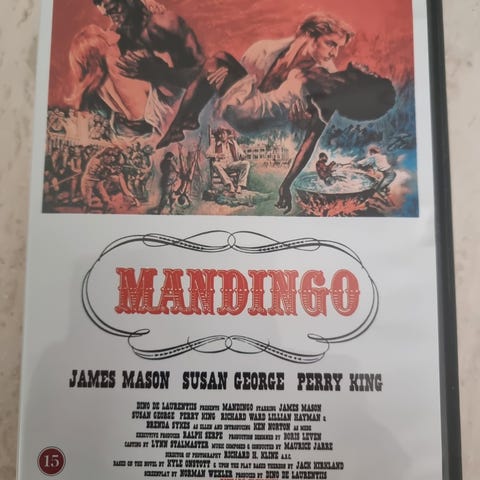 MANDINGO
JAMES MASON SUSAN GEORGE PERRY KING
DINO DE LAURENTIIS PRESENTS MANDINGO STARRING JAMES MASON
SUSAN GEORGE PERRY KING RICHARD WARD LILLIAN HAYMAN &
BRENDA SYKES AS ELLEN AND INTRODUCING KEN NORTON AS MEDE
EXECUTIVE PRODUCER RALPH SERPE PRODUCTION DESIGNED BY BORIS LEVEN
CASTING BY LYNN STALMASTER MUSIC COMPOSED & CONDUCTED BY MAURICE JARRE
DIRECTOR OF PHOTOGRAPHY RICHARD H. KLINE A.S.C.
BASED ON THE NOVEL BY KYLE ONSTOTT & UPON THE PLAY BASED THEREON BY JACK KIRKLAND
SCREENPLAY BY NORMAN WEXLER PRODUCED BY DINO DE LAURENTIIS
15